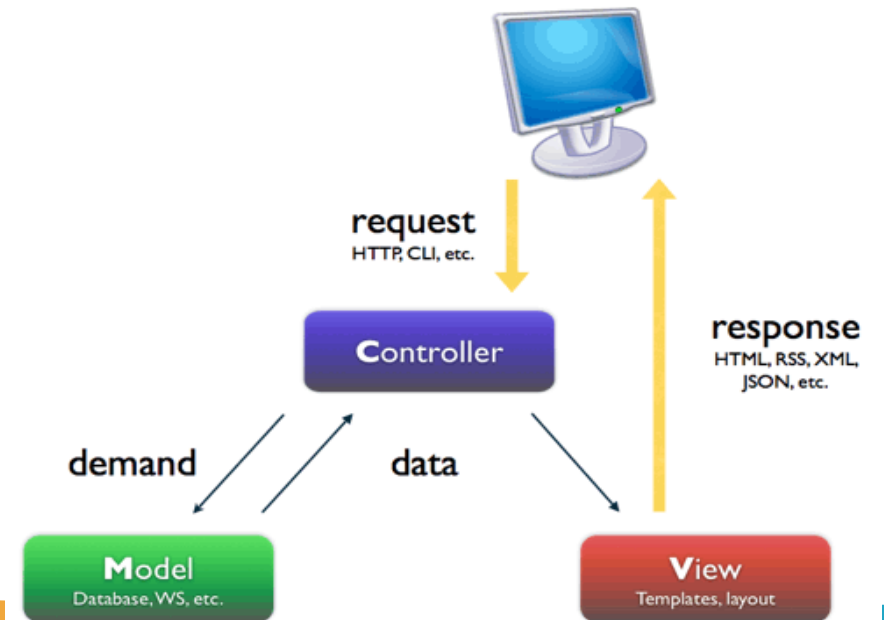 request
HTTP, CLI, etc.
Controller
response
HTML, RSS, XML,
JSON, etc.
demand
data
Model
Database, WS, etc.
View
Templates, layout